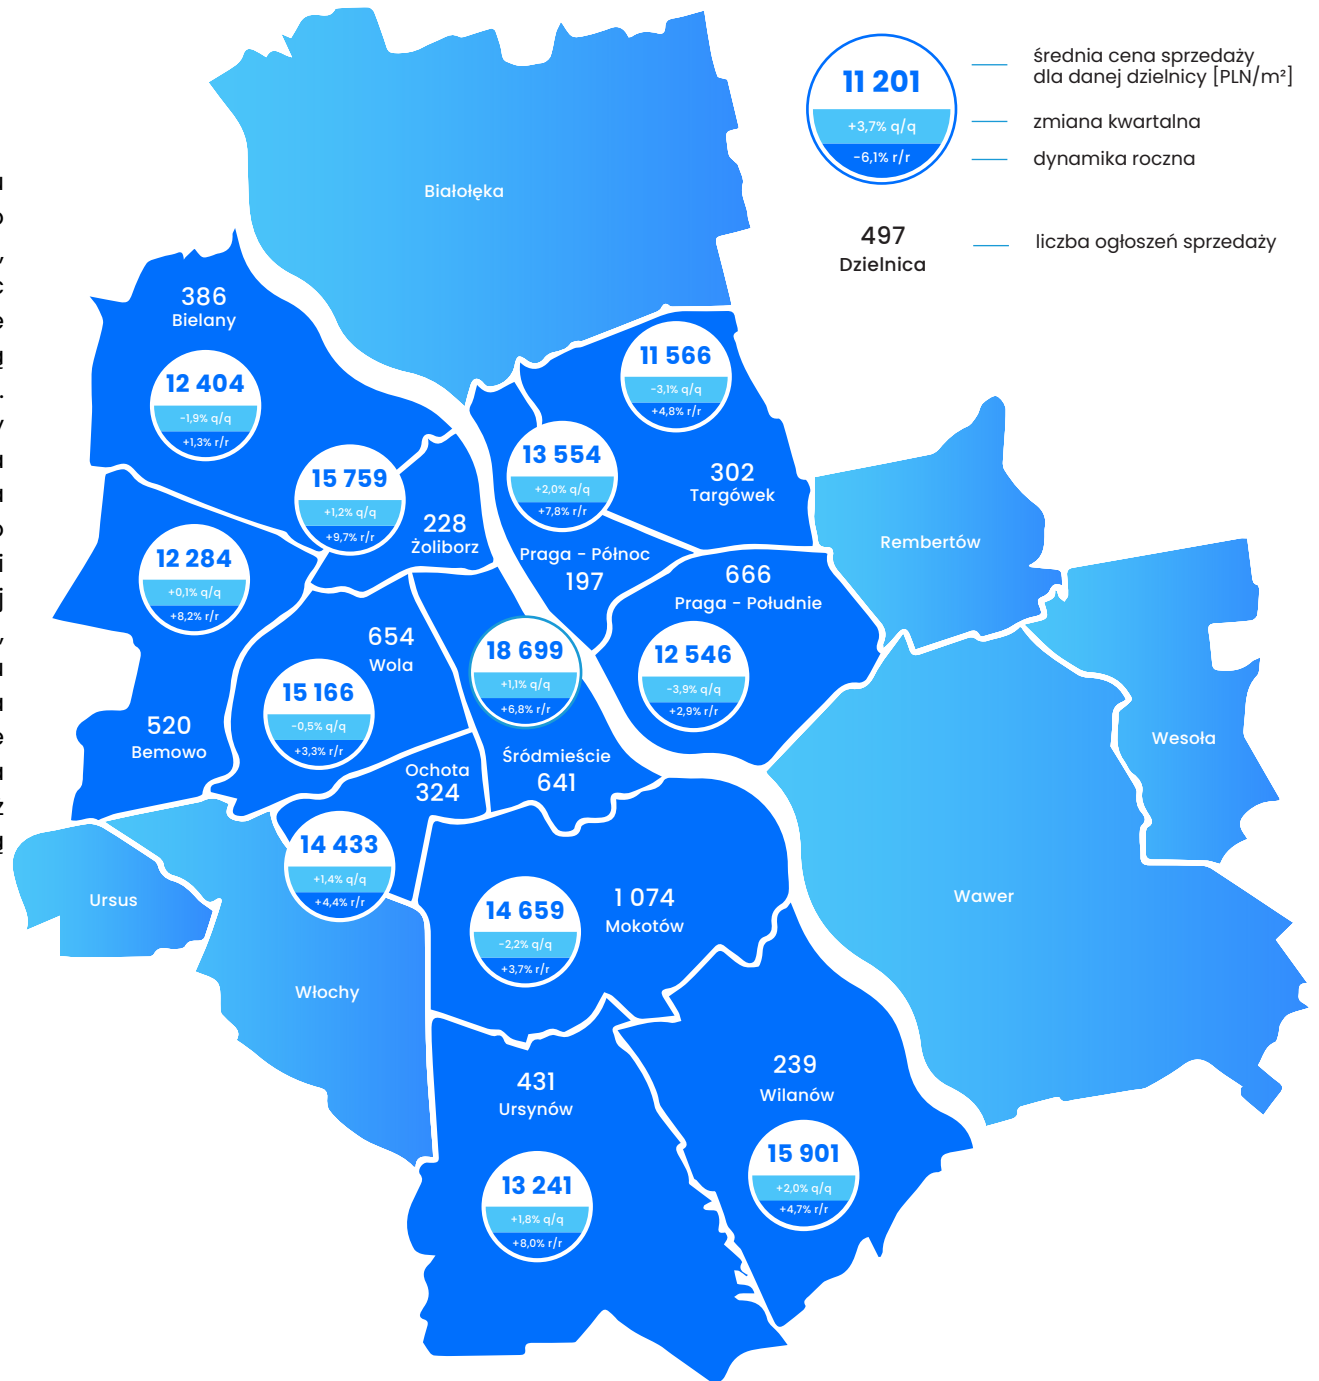 11 201
+3,7% q/q
-6,1% r/r
średnia cena sprzedaży
dla danej dzielnicy [PLN/m²]
zmiana kwartalna
dynamika roczna
497
Dzielnica
liczba ogłoszeń sprzedaży
Białołęka
386
Bielany
12 404
-1,9% q/q
+1,3% r/r
11 566
-3,1% q/q
+4,8% r/r
302
Targówek
13 554
+2,0% q/q
+7,8% r/r
Praga - Północ
197
15 759
+1,2% q/q
+9,7% r/r
228
Żoliborz
12 284
+0,1% q/q
+8,2% r/r
520
Bemowo
Rembertów
666
Praga - Południe
12 546
-3,9% q/q
+2,9% r/r
654
Wola
15 166
-0,5% q/q
+3,3% r/r
18 699
+1,1% q/q
+6,8% r/r
Śródmieście
641
Wesoła
Ochota
324
14 433
+1,4% q/q
+4,4% r/r
Ursus
Włochy
1 074
Mokotów
14 659
-2,2% q/q
+3,7% r/r
Wawer
431
Ursynów
13 241
+1,8% q/q
+8,0% r/r
239
Wilanów
15 901
+2,0% q/q
+4,7% r/r